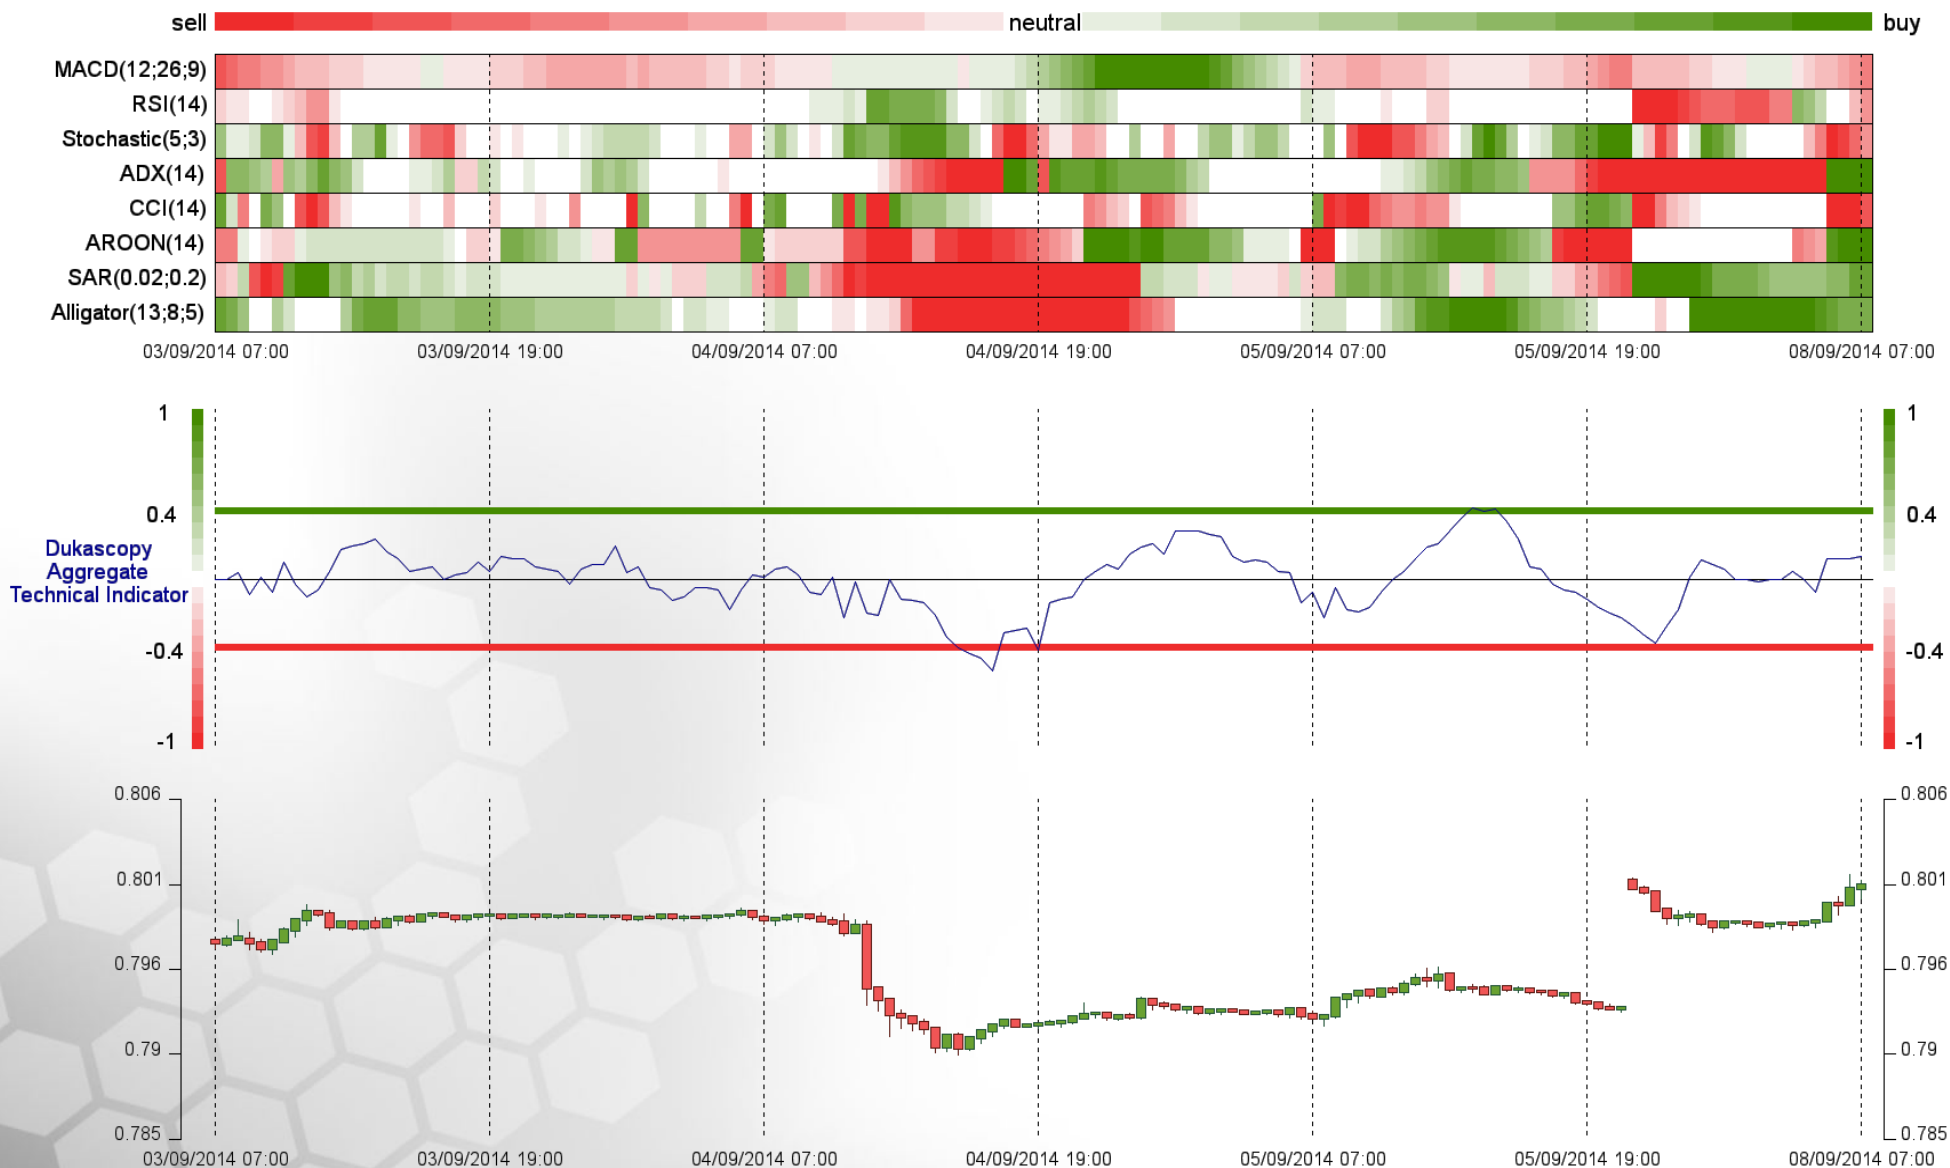 sell neutral buy
MACD(12;26;9)
RSI(14)
Stochastic(5;3)
ADX(14)
CCI(14)
AROON(14)
SAR(0.02;0.2)
Alligator(13;8;5)
03/09/2014 07:00 03/09/2014 19:00 04/09/2014 07:00 04/09/2014 19:00 05/09/2014 07:00 05/09/2014 19:00 08/09/2014 07:00
1 1
0.4 0.4
Dukascopy
Aggregate
Technical Indicator
-0.4 -0.4
-1 -1
0.806 0.806
0.801 0.801
0.796 0.796
0.79 0.79
0.785 0.785
03/09/2014 07:00 03/09/2014 19:00 04/09/2014 07:00 04/09/2014 19:00 05/09/2014 07:00 05/09/2014 19:00 08/09/2014 07:00